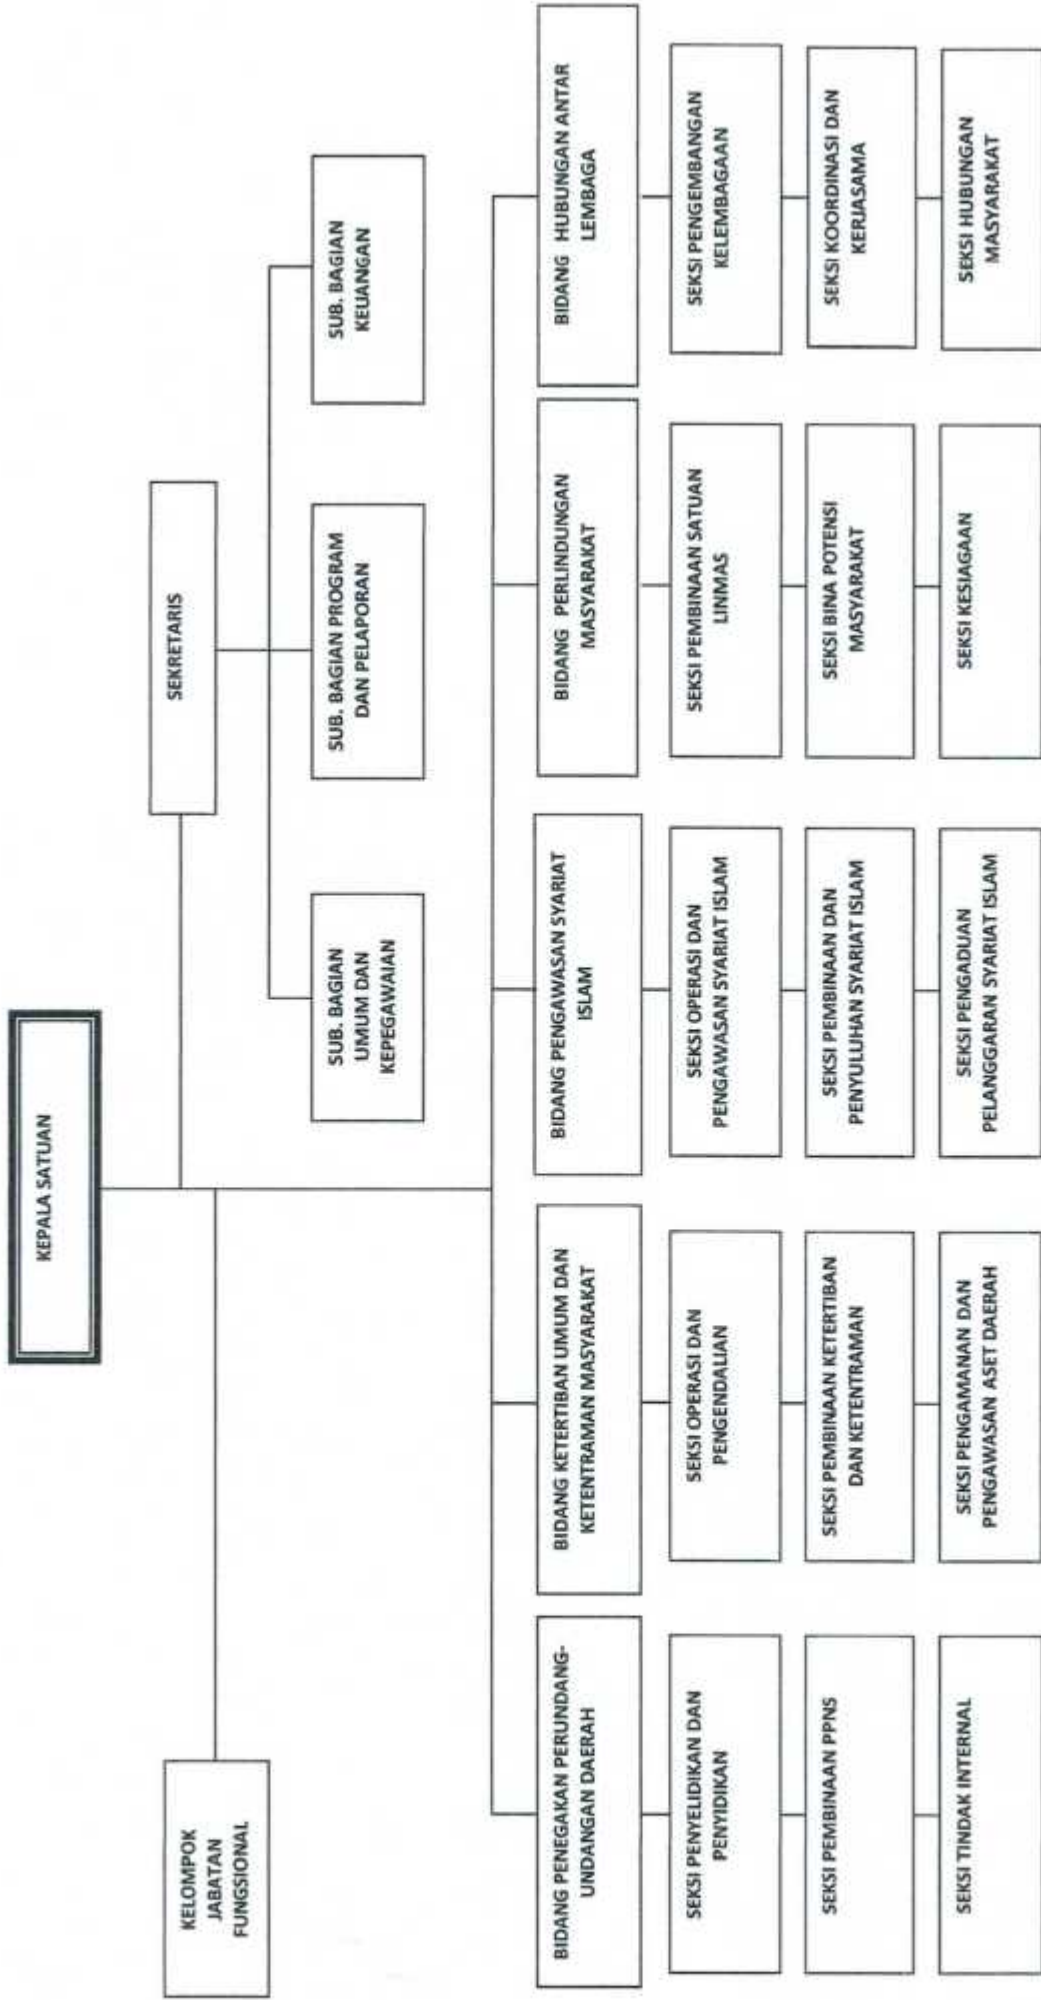 KEPALA SATUAN
KELOMPOK
JABATAN
FUNGSIONAL
SEKRETARIS
SUB. BAGIAN
UMUM DAN
KEPEGAWAIAN
SUB. BAGIAN PROGRAM
DAN PELAPORAN
SUB. BAGIAN
KEUANGAN
BIDANG PENEGAKAN PERUNDANG-
UNDANGAN DAERAH
SEKSI PENYELIDIKAN DAN
PENYIDIKAN
SEKSI PEMBINAAN PPNS
SEKSI TINDAK INTERNAL
BIDANG KETERTIBAN UMUM DAN
KETENTRAMAN MASYARAKAT
SEKSI OPERASI DAN
PENGENDALIAN
SEKSI PEMBINAAN KETERTIBAN
DAN KETENTRAMAN
SEKSI PENGAMANAN DAN
PENGAWASAN ASET DAERAH
BIDANG PENGAWASAN SYARIAT
ISLAM
SEKSI OPERASI DAN
PENGAWASAN SYARIAT ISLAM
SEKSI PEMBINAAN DAN
PENYULUHAN SYARIAT ISLAM
SEKSI PENGADUAN
PELANGGARAN SYARIAT ISLAM
BIDANG PERLINDUNGAN
MASYARAKAT
SEKSI PEMBINAAN SATUAN
LINMAS
SEKSI BINA POTENSI
MASYARAKAT
SEKSI KESIAGAAN
BIDANG HUBUNGAN ANTAR
LEMBAGA
SEKSI PENGEMBANGAN
KELEMBAGAAN
SEKSI KOORDINASI DAN
KERJASAMA
SEKSI HUBUNGAN
MASYARAKAT